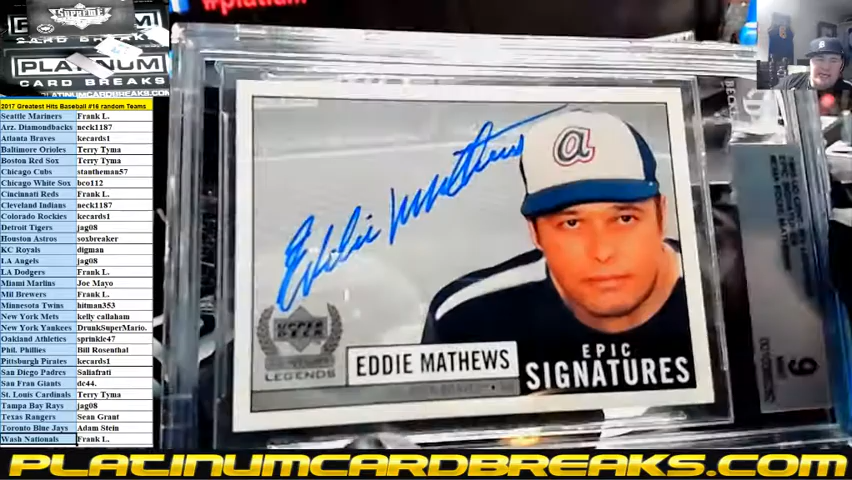 SUPREME
PLATINUM
CARD BREAKS
PLATINUM
CARD BREAKS
2017 Greatest Hits Baseball #16 random Teams
Seattle Mariners Frank L.
Arz. Diamondbacks neck1187
Atlanta Braves kecards1
Baltimore Orioles Terry Tyma
Boston Red Sox Terry Tyma
Chicago Cubs stantheman57
Chicago White Sox bco112
Cincinati Reds Frank L.
Cleveland Indians neck1187
Colorado Rockies kecards1
Detroit Tigers jag08
Houston Astros soxbreaker
KC Royals digman
LA Angels jag08
LA Dodgers Frank L.
Miami Marlins Joe Mayo
Mil Brewers Frank L.
Minnesota Twins hitman353
New York Mets kelly callaham
New York Yankees DrunkSuperMario.
Oakland Athletics sprinkle47
Phil. Phillies Bill Rosenthal
Pittsburgh Pirates kecards1
San Diego Padres Saliafrati
San Fran Giants dc44.
St. Louis Cardinals Terry Tyma
Tampa Bay Rays jag08
Texas Rangers Sean Grant
Toronto Blue Jays Adam Stein
Wash Nationals Frank L.
Eddie Mathews
a
UPPER DECK
LEGENDS
EDDIE MATHEWS
EPIC
SIGNATURES
9
PLATINUMCARDBREAKS.COM